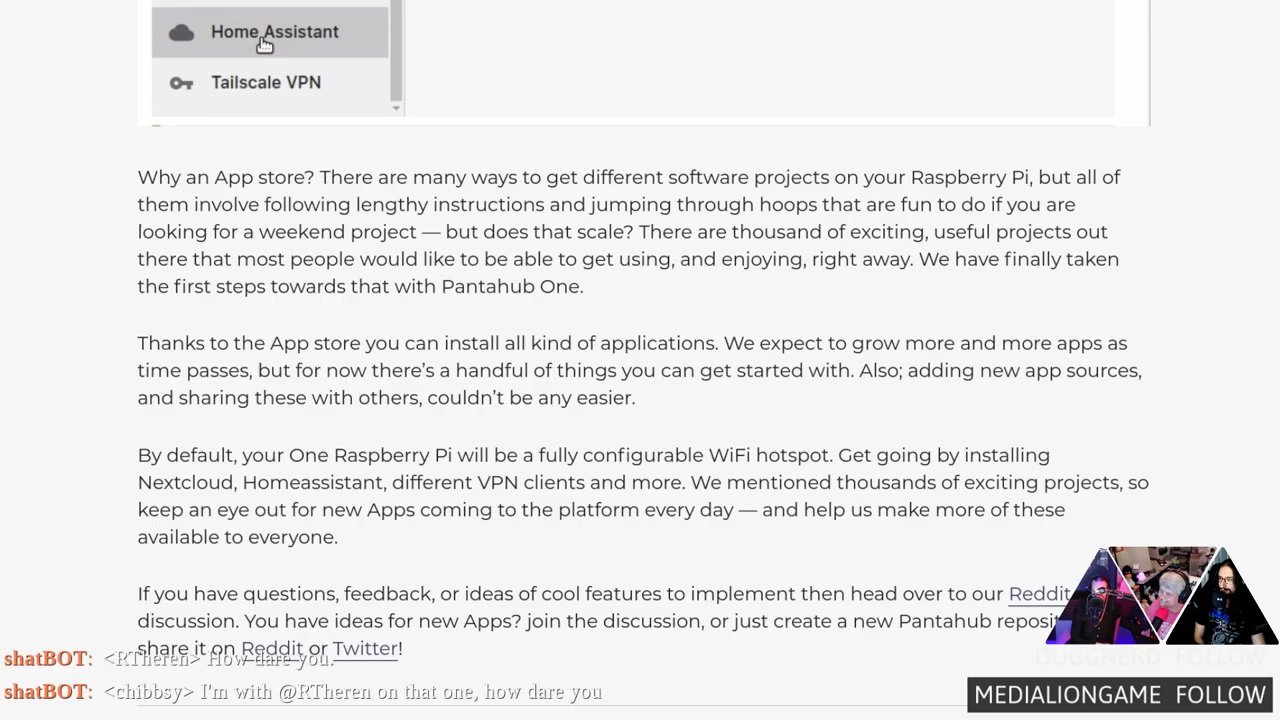 Home Assistant
Tailscale VPN
Why an App store? There are many ways to get different software projects on your Raspberry Pi, but all of
them involve following lengthy instructions and jumping through hoops that are fun to do if you are
looking for a weekend project — but does that scale? There are thousand of exciting, useful projects out
there that most people would like to be able to get using, and enjoying, right away. We have finally taken
the first steps towards that with Pantahub One.
Thanks to the App store you can install all kind of applications. We expect to grow more and more apps as
time passes, but for now there's a handful of things you can get started with. Also; adding new app sources,
and sharing these with others, couldn't be any easier.
By default, your One Raspberry Pi will be a fully configurable WiFi hotspot. Get going by installing
Nextcloud, Homeassistant, different VPN clients and more. We mentioned thousands of exciting projects, so
keep an eye out for new Apps coming to the platform every day — and help us make more of these
available to everyone.
If you have questions, feedback, or ideas of cool features to implement then head over to our Reddit
discussion. You have ideas for new Apps? join the discussion, or just create a new Pantahub
share it on Reddit or Twitter!
shatBOT: <RTheren> How dare you.
shatBOT: <chibbsy> I'm with @RTheren on that one, how dare you
DUGGNERD FOLLOW
MEDIALIONGAME FOLLOW